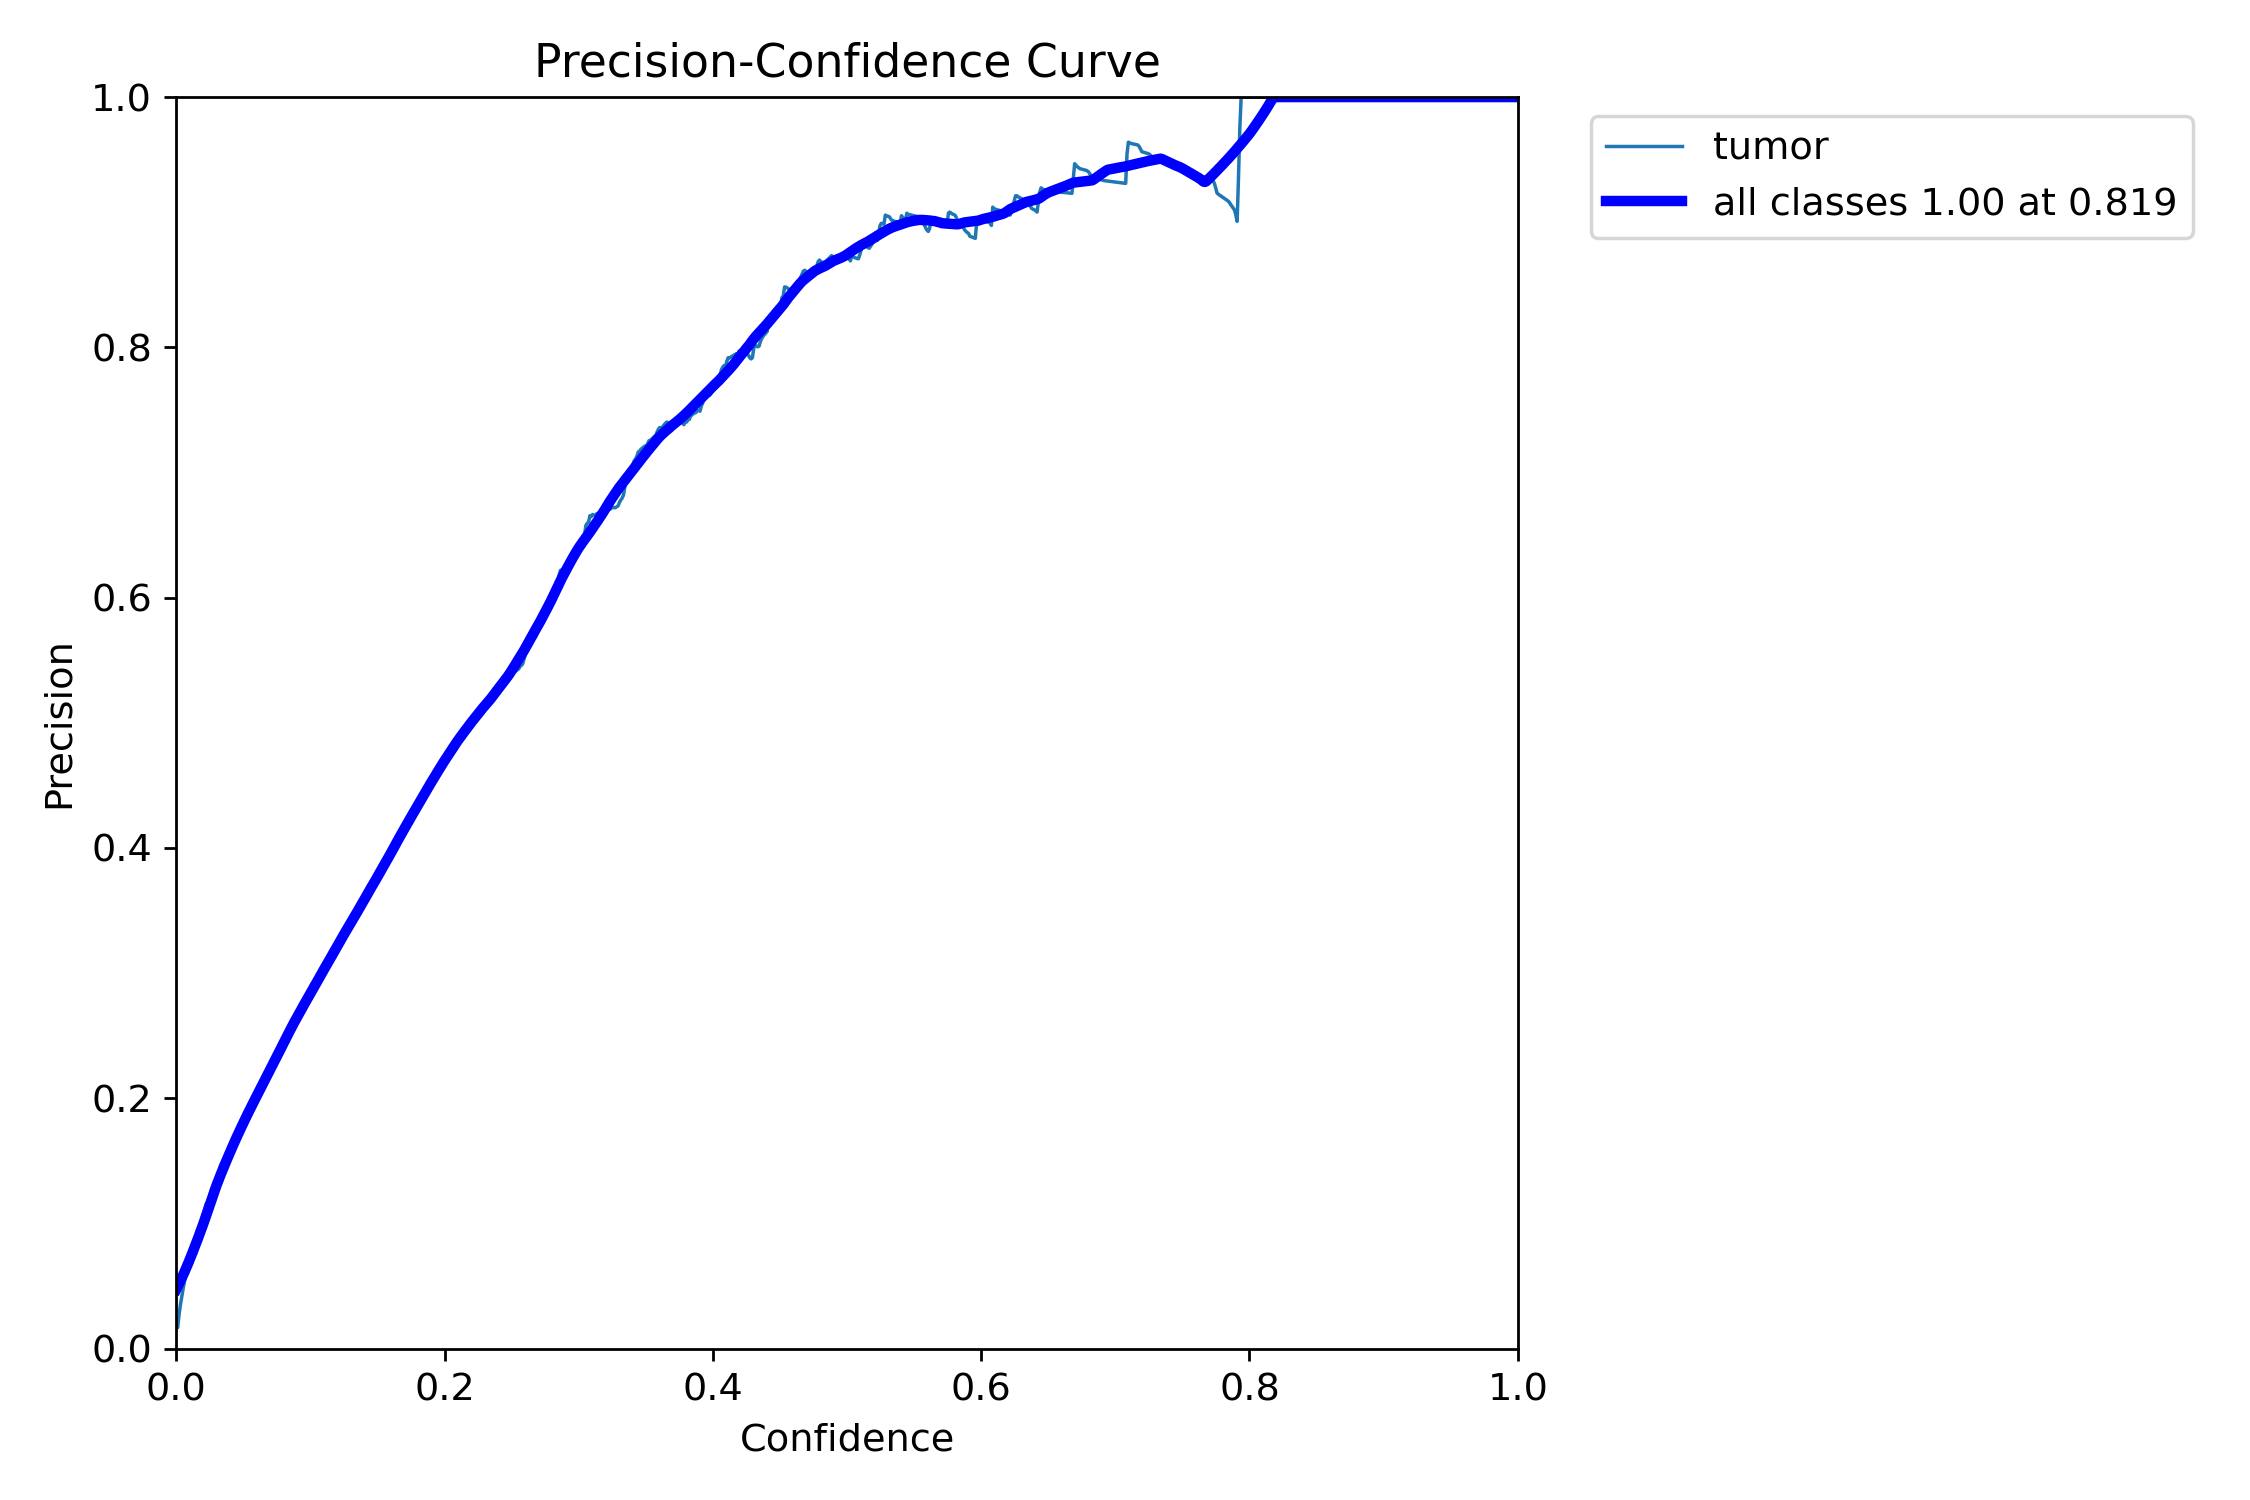 Precision-Confidence Curve
1.0
0.8
0.6
0.4
0.2
0.0
Precision
0.0 0.2 0.4 0.6 0.8 1.0
Confidence
tumor
all classes 1.00 at 0.819